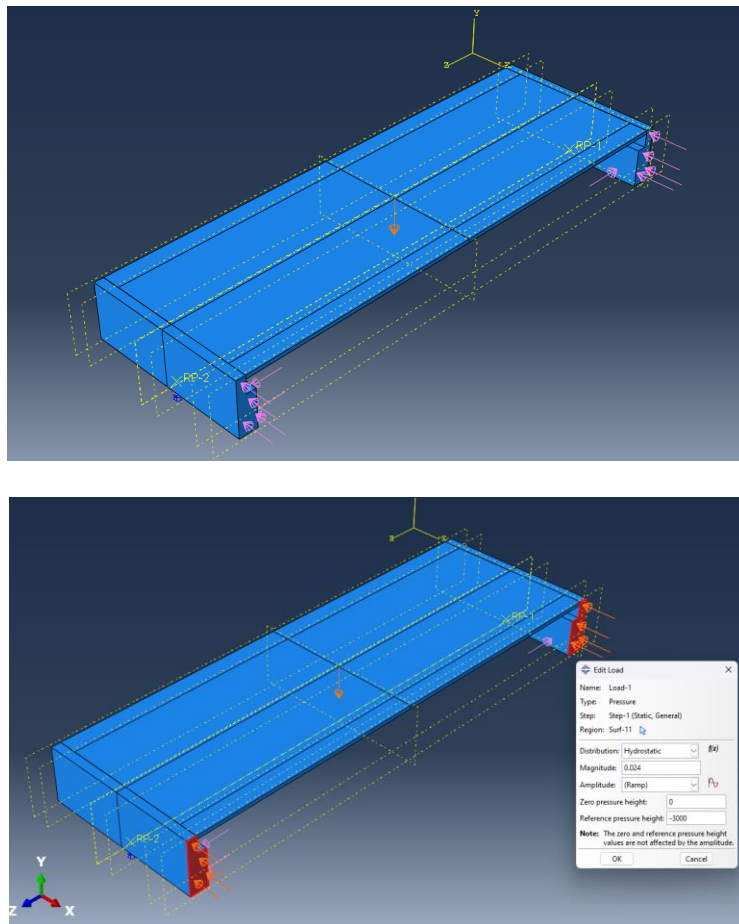 Y
Z
RP-1
RP-2
RP-1
RP-2
Edit Load
Name: Load-1
Type: Pressure
Step: Step-1 (Static, General)
Region: Surf-11
Distribution: Hydrostatic f(x)
Magnitude: 0.024
Amplitude: (Ramp)
Zero pressure height: 0
Reference pressure height: -3000
Note: The zero and reference pressure height
values are not affected by the amplitude.
OK Cancel
Y
Z X